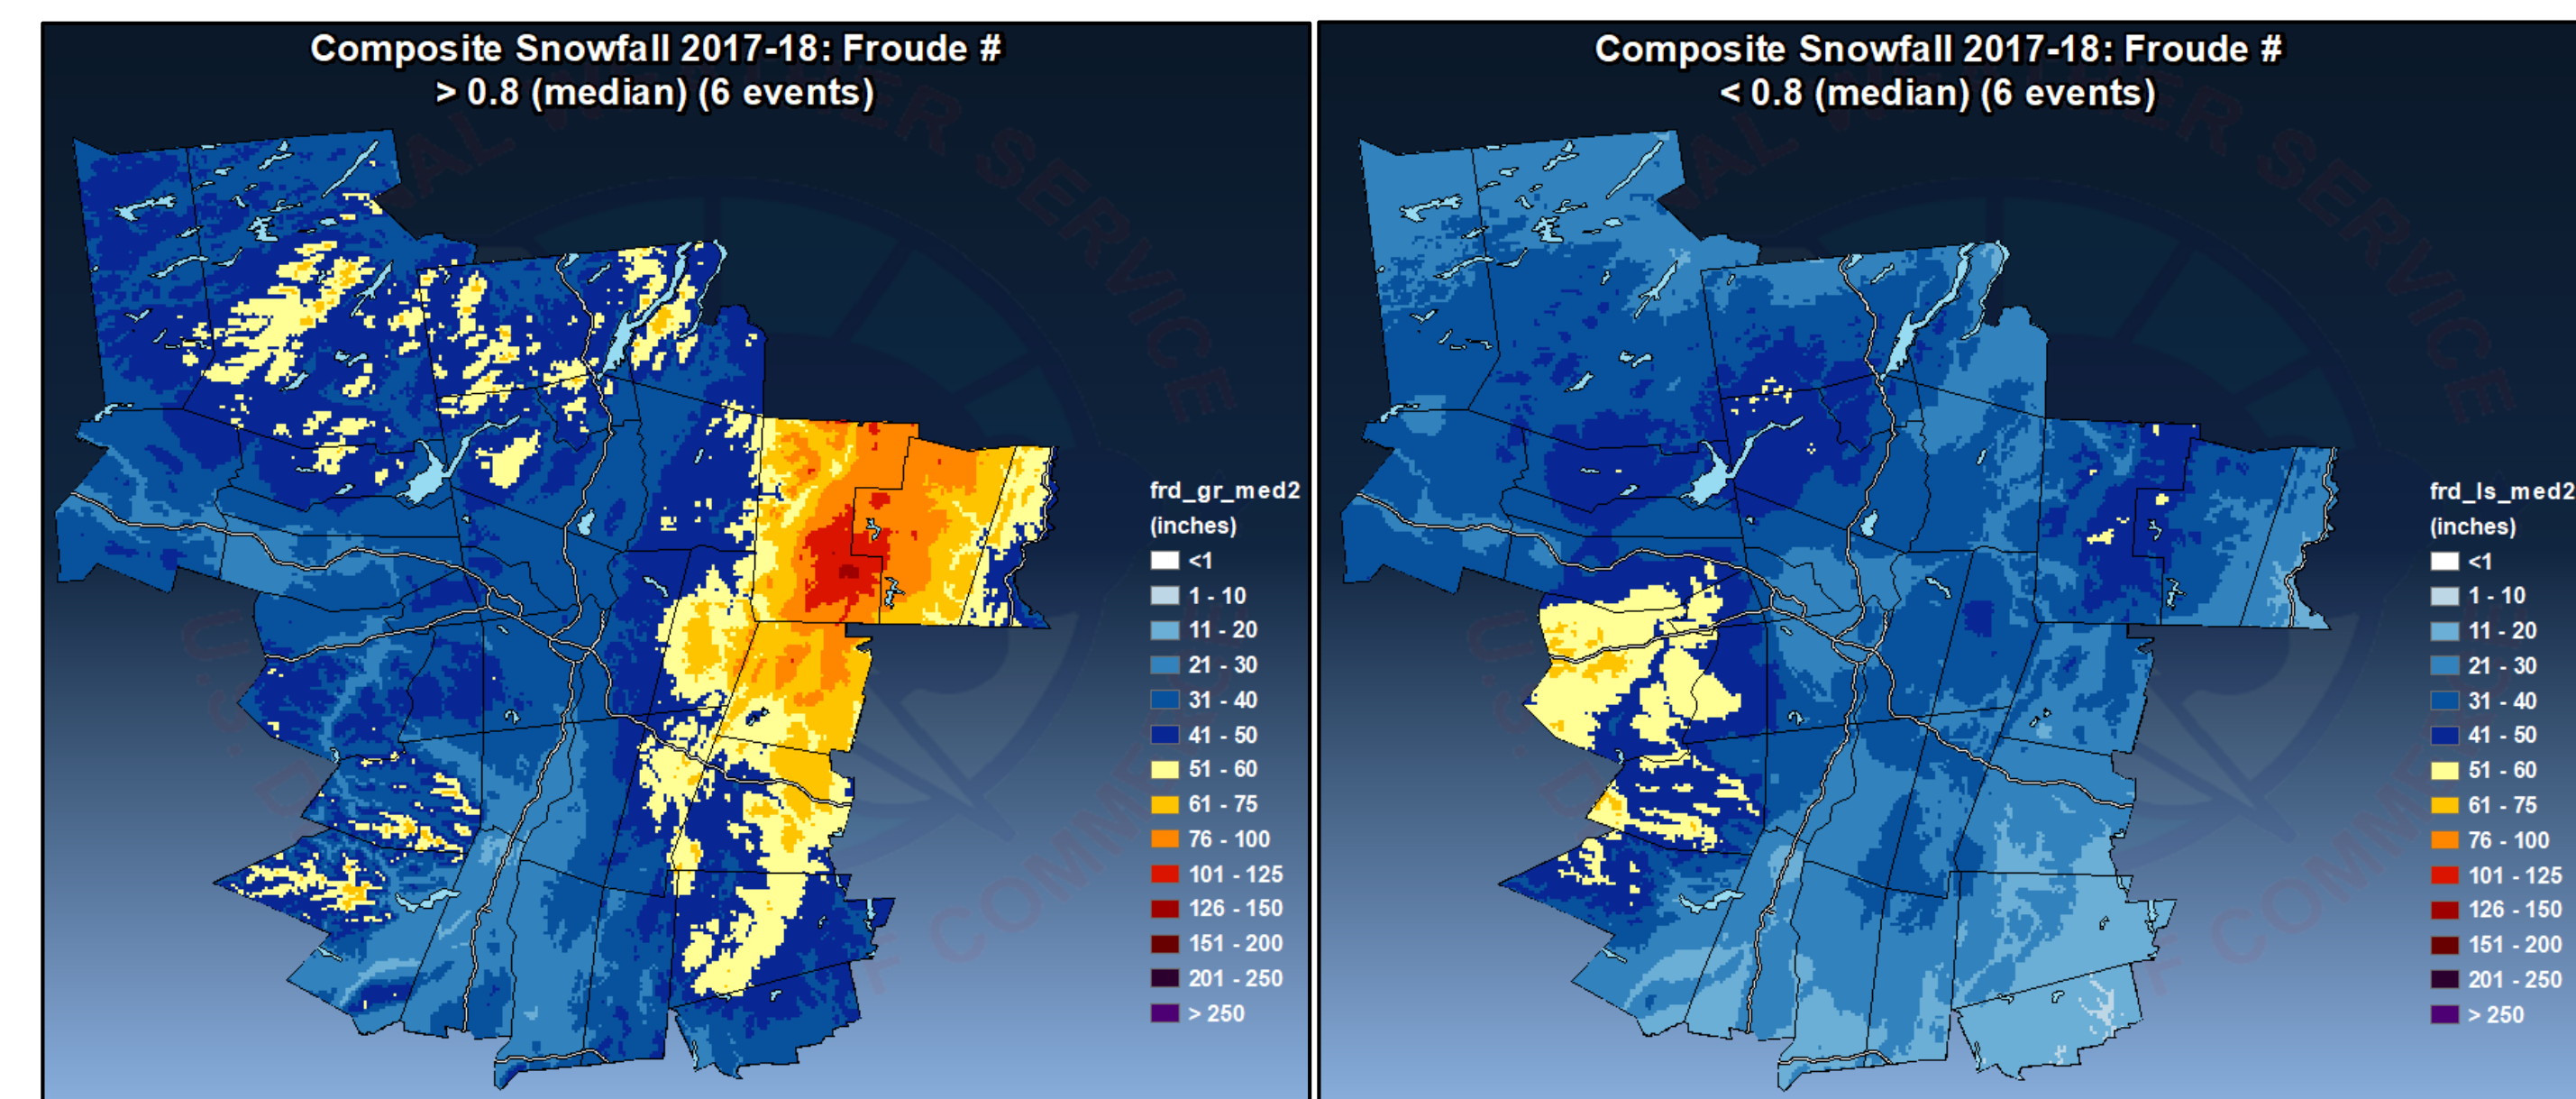 Composite Snowfall 2017-18: Froude #
> 0.8 (median) (6 events)
frd_gr_med2
(inches)
<1
1 - 10
11 - 20
21 - 30
31 - 40
41 - 50
51 - 60
61 - 75
76 - 100
101 - 125
126 - 150
151 - 200
201 - 250
> 250
Composite Snowfall 2017-18: Froude #
< 0.8 (median) (6 events)
frd_ls_med2
(inches)
<1
1 - 10
11 - 20
21 - 30
31 - 40
41 - 50
51 - 60
61 - 75
76 - 100
101 - 125
126 - 150
151 - 200
201 - 250
> 250